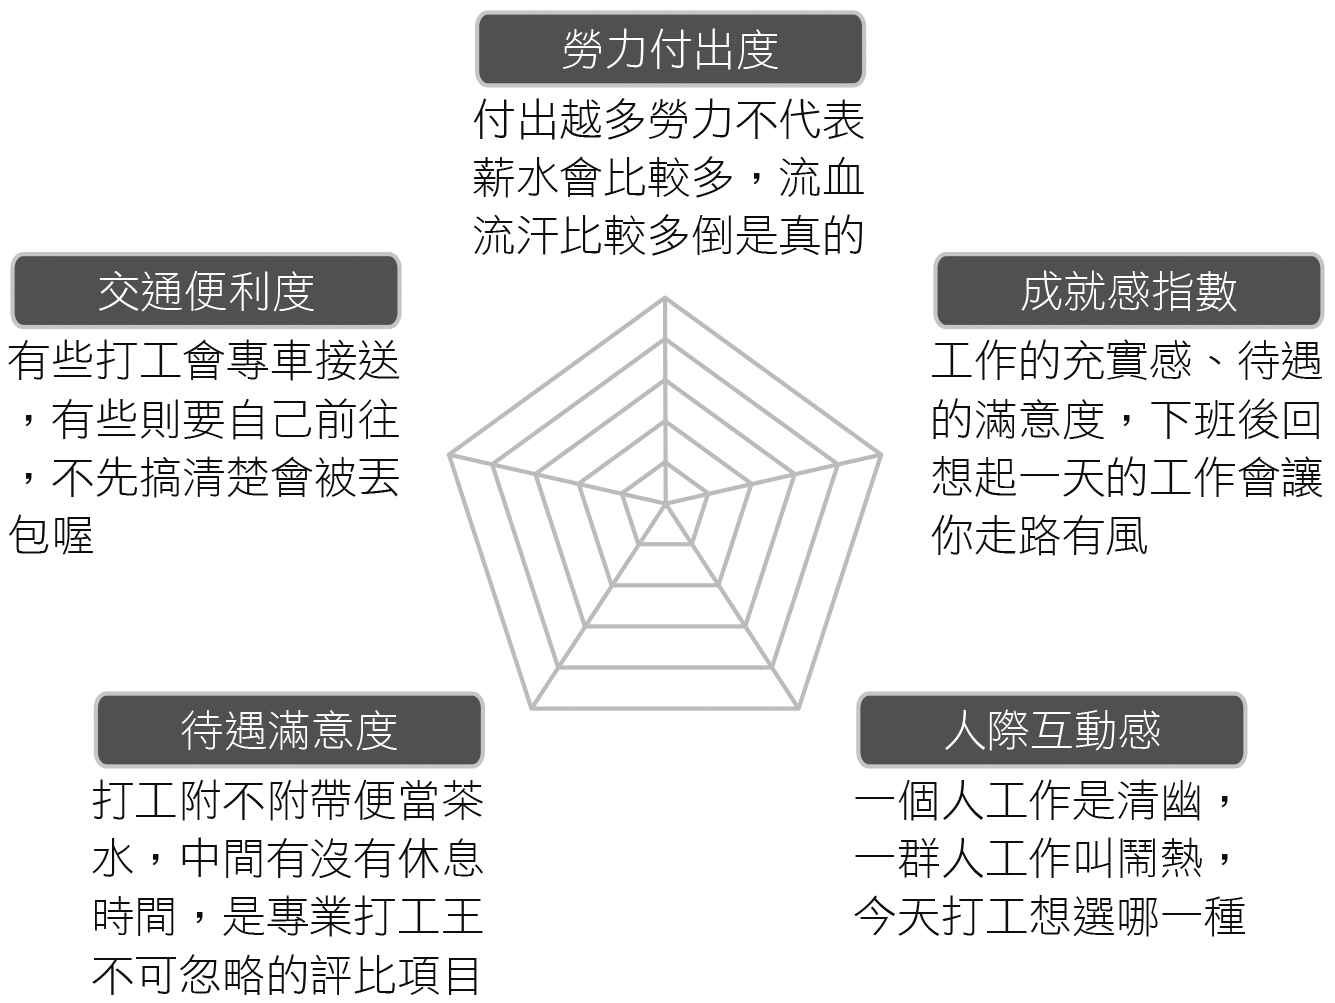 勞力付出度
付出越多勞力不代表
薪水會比較多，流血
流汗比較多倒是真的
交通便利度
有些打工會專車接送
，有些則要自己前往
，不先搞清楚會被丟
包喔
成就感指數
工作的充實感、待遇
的滿意度，下班後回
想起一天的工作會讓
你走路有風
待遇滿意度
打工附不附帶便當茶
水，中間有沒有休息
時間，是專業打工王
不可忽略的評比項目
人際互動感
一個人工作是清幽，
一群人工作叫鬧熱，
今天打工想選哪一種